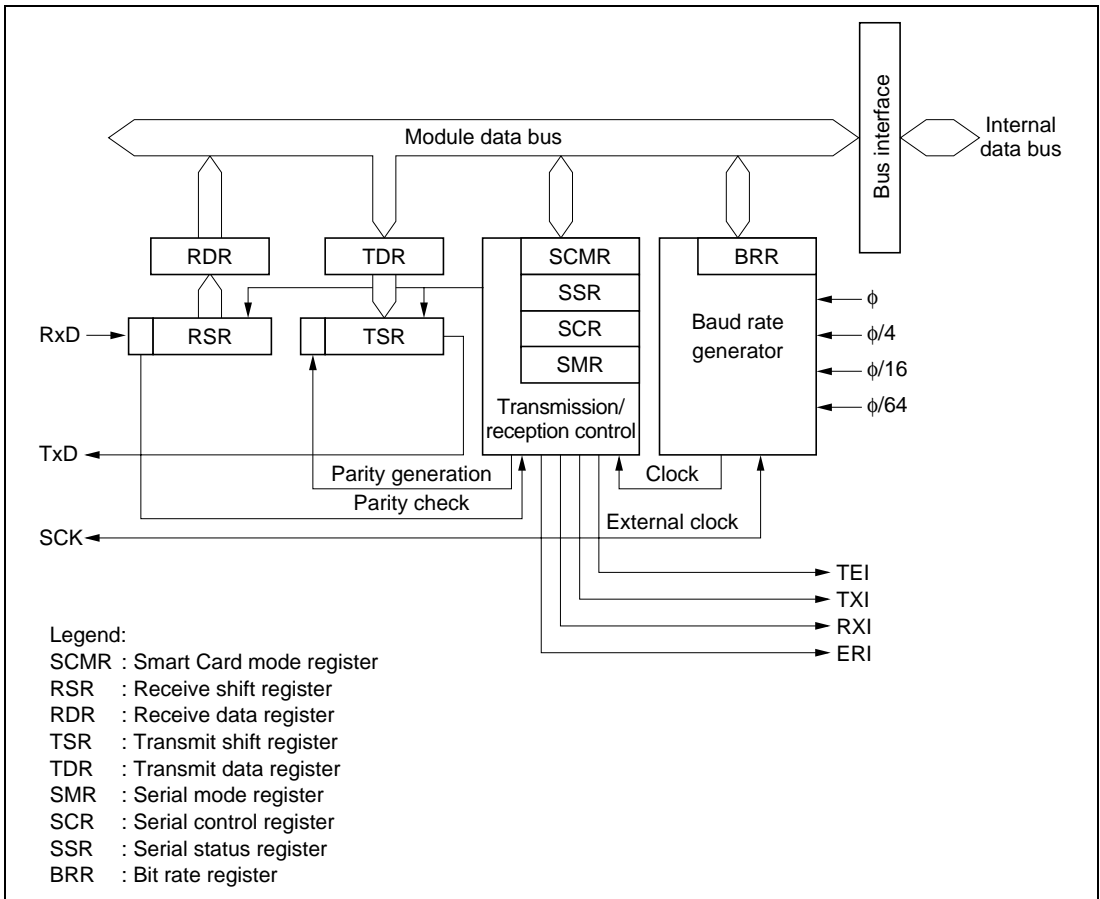 Module data bus
Bus interface
Internal
data bus
RDR
TDR
SCMR
BRR
SSR
SCR
SMR
RxD
RSR
TSR
Baud rate
generator
ϕ
ϕ/4
ϕ/16
ϕ/64
Transmission/
reception control
TxD
Parity generation
Clock
Parity check
External clock
SCK
TEI
TXI
RXI
ERI
Legend:
SCMR : Smart Card mode register
RSR : Receive shift register
RDR : Receive data register
TSR : Transmit shift register
TDR : Transmit data register
SMR : Serial mode register
SCR : Serial control register
SSR : Serial status register
BRR : Bit rate register